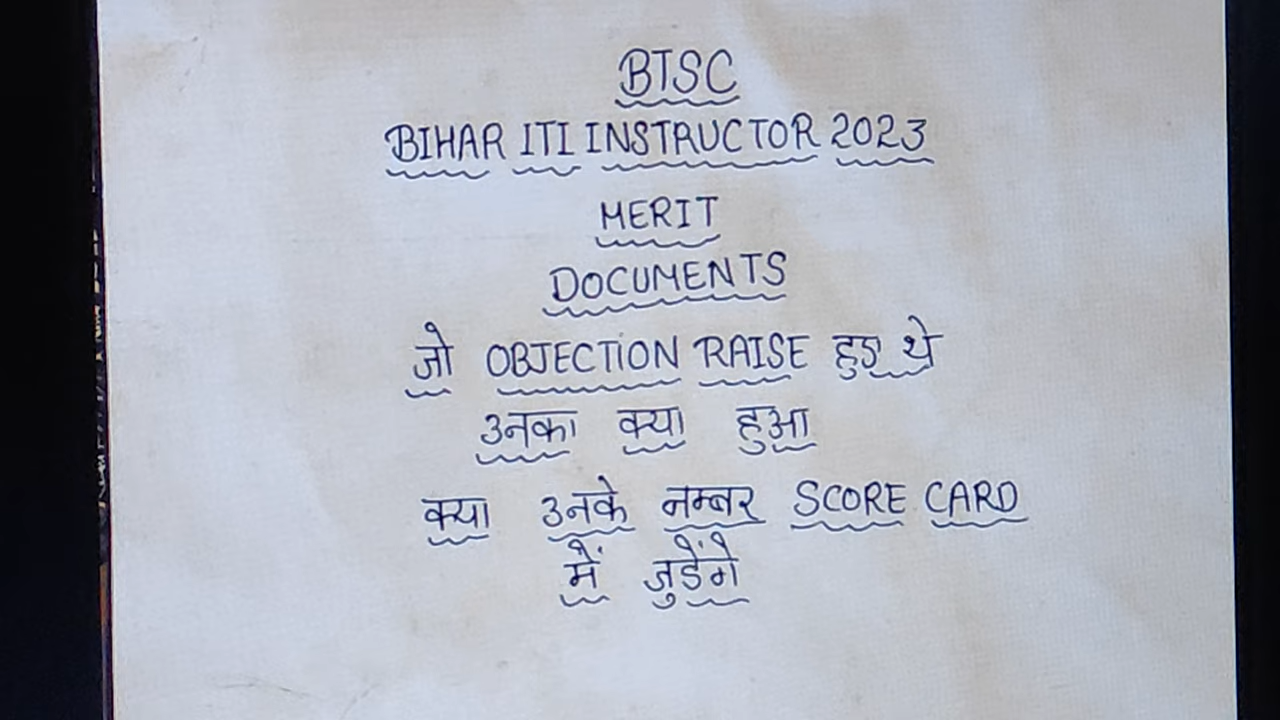 BTSC
BIHAR ITI INSTRUCTOR 2023
MERIT
DOCUMENTS
जो OBJECTION RAISE हुए थे
उनका क्या हुआ
क्या उनके नम्बर SCORE CARD
में जुडेंगे